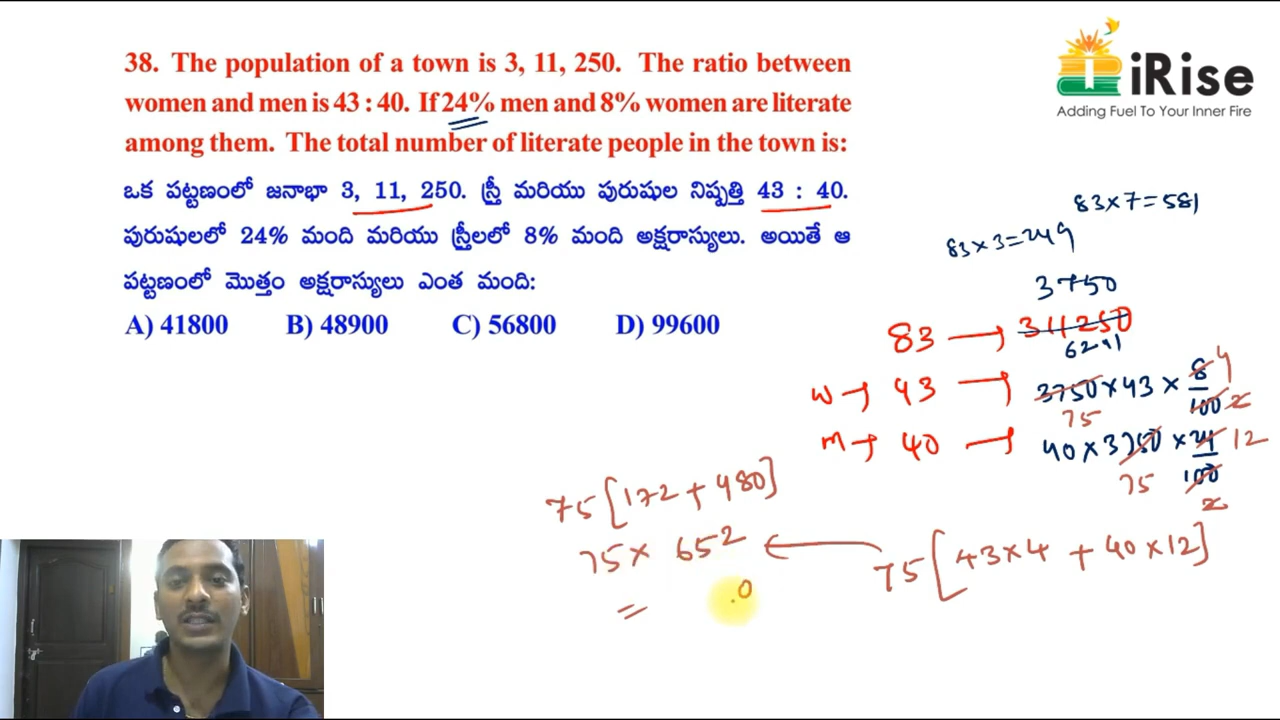 38. The population of a town is 3, 11, 250. The ratio between
women and men is 43 : 40. If 24% men and 8% women are literate
among them. The total number of literate people in the town is:
ఒక పట్టణంలో జనాభా 3, 11, 250. స్త్రీ మరియు పురుషుల నిష్పత్తి 43 : 40.
పురుషులలో 24% మంది మరియు స్త్రీలలో 8% మంది అక్షరాస్యులు. అయితే ఆ
పట్టణంలో మొత్తం అక్షరాస్యులు ఎంత మంది:
A) 41800 B) 48900 C) 56800 D) 99600
iRise
Adding Fuel To Your Inner Fire
83×7=581
83×3=249
3750
83 → 311250
6241
W → 43 → 3750×43× 8 4
75 100 2
M → 40 → 40×3750×24 12
75 100
2
75[172+480]
75× 652 ← 75[43×4 + 40×12]
= .0